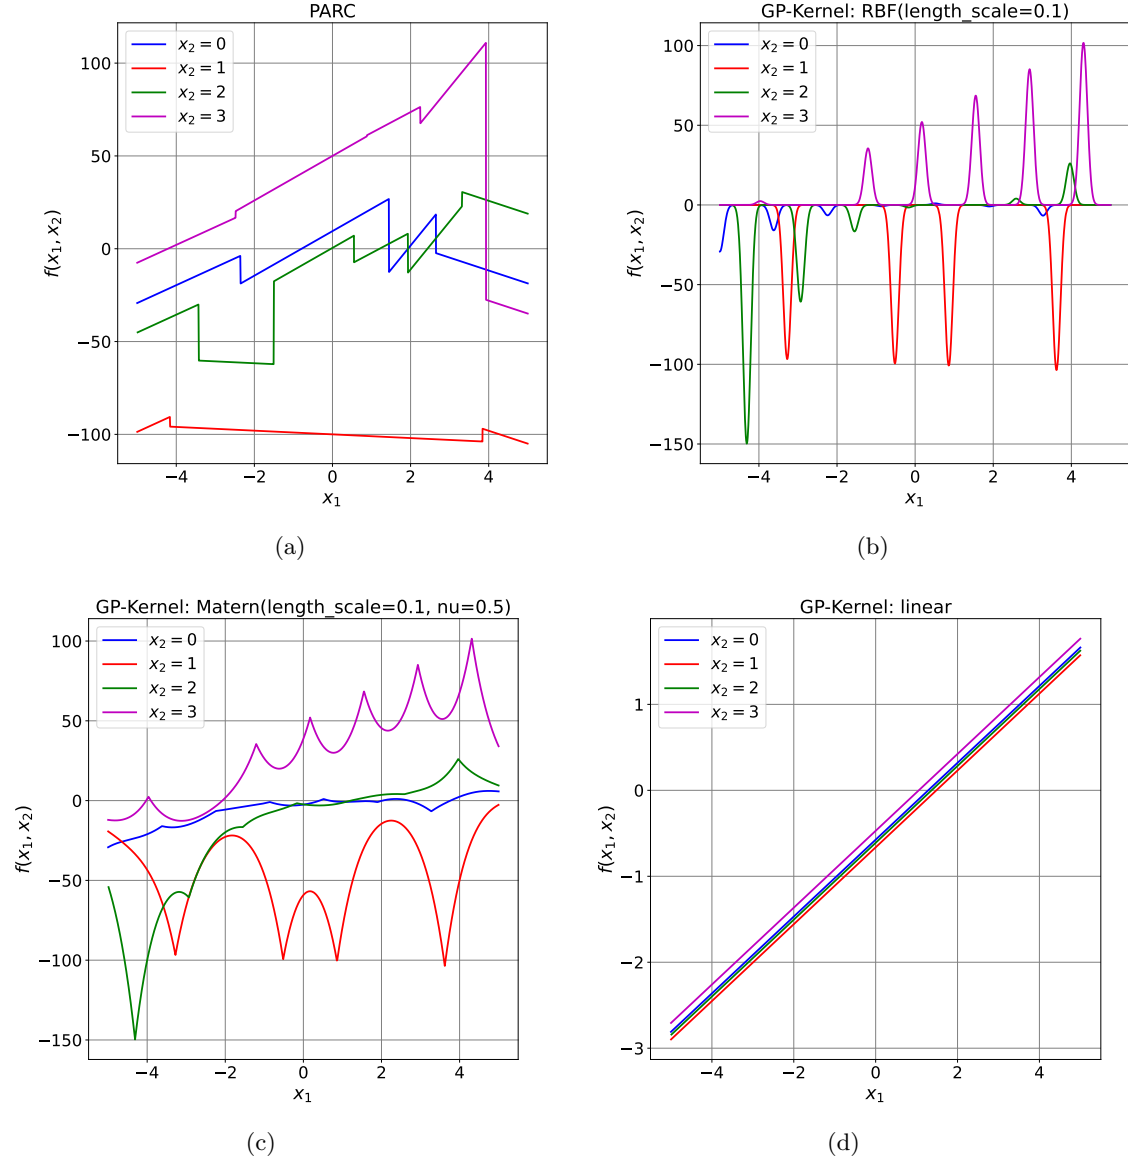 PARC
x₂ = 0
x₂ = 1
x₂ = 2
x₂ = 3
100
50
0
−50
−100
f(x₁, x₂)
−4 −2 0 2 4
x₁
(a)
GP-Kernel: RBF(length_scale=0.1)
x₂ = 0
x₂ = 1
x₂ = 2
x₂ = 3
100
50
0
−50
−100
−150
f(x₁, x₂)
−4 −2 0 2 4
x₁
(b)
GP-Kernel: Matern(length_scale=0.1, nu=0.5)
x₂ = 0
x₂ = 1
x₂ = 2
x₂ = 3
100
50
0
−50
−100
−150
f(x₁, x₂)
−4 −2 0 2 4
x₁
(c)
GP-Kernel: linear
x₂ = 0
x₂ = 1
x₂ = 2
x₂ = 3
1
0
−1
−2
−3
f(x₁, x₂)
−4 −2 0 2 4
x₁
(d)